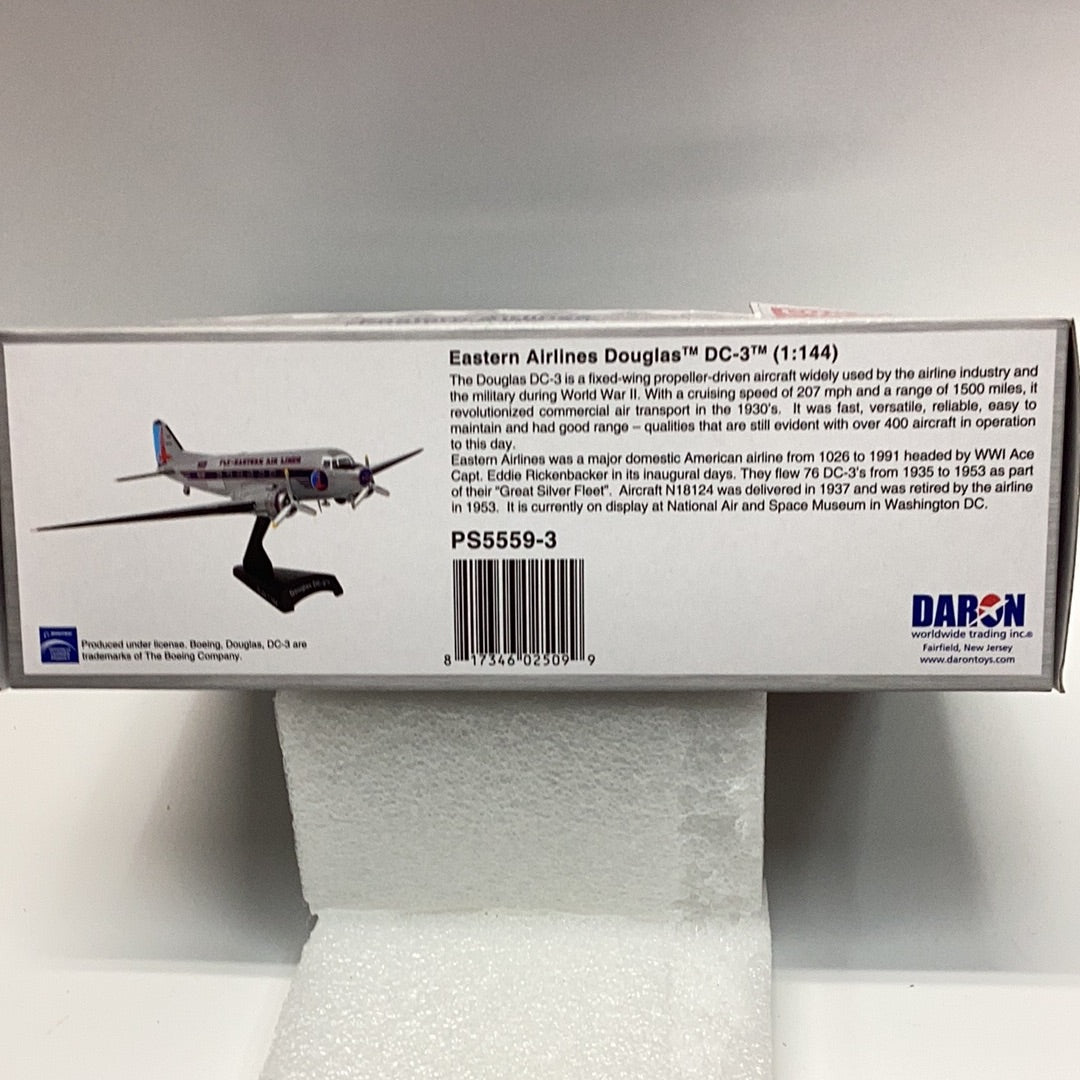 Eastern Airlines Douglas™ DC-3™ (1:144)
The Douglas DC-3 is a fixed-wing propeller-driven aircraft widely used by the airline industry and
the military during World War II. With a cruising speed of 207 mph and a range of 1500 miles, it
revolutionized commercial air transport in the 1930's. It was fast, versatile, reliable, easy to
maintain and had good range – qualities that are still evident with over 400 aircraft in operation
to this day.
Eastern Airlines was a major domestic American airline from 1026 to 1991 headed by WWI Ace
Capt. Eddie Rickenbacker in its inaugural days. They flew 76 DC-3's from 1935 to 1953 as part
of their "Great Silver Fleet". Aircraft N18124 was delivered in 1937 and was retired by the airline
in 1953. It is currently on display at National Air and Space Museum in Washington DC.
PS5559-3
8 17346 02509 9
FLY-EASTERN AIR LINES
Douglas DC-3
Produced under license. Boeing, Douglas, DC-3 are
trademarks of The Boeing Company.
DARON
worldwide trading inc.®
Fairfield, New Jersey
www.darontoys.com